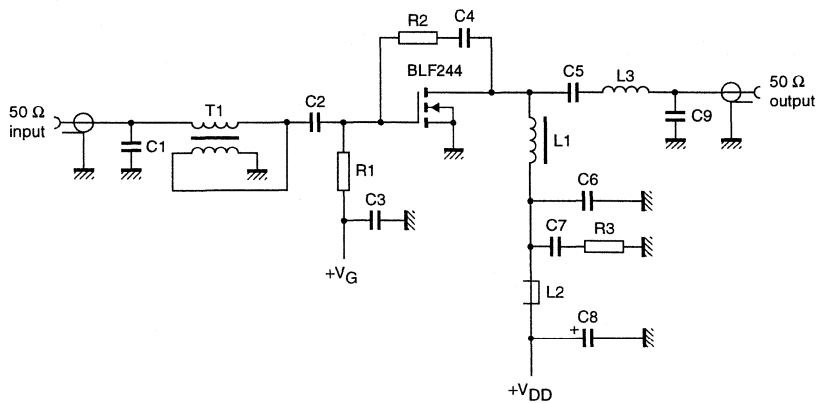 R2
C4
BLF244
50 Ω
input
T1
C2
C5
L3
50 Ω
output
C1
R1
L1
C9
C3
C6
+VG
C7
R3
L2
C8
+
+VDD